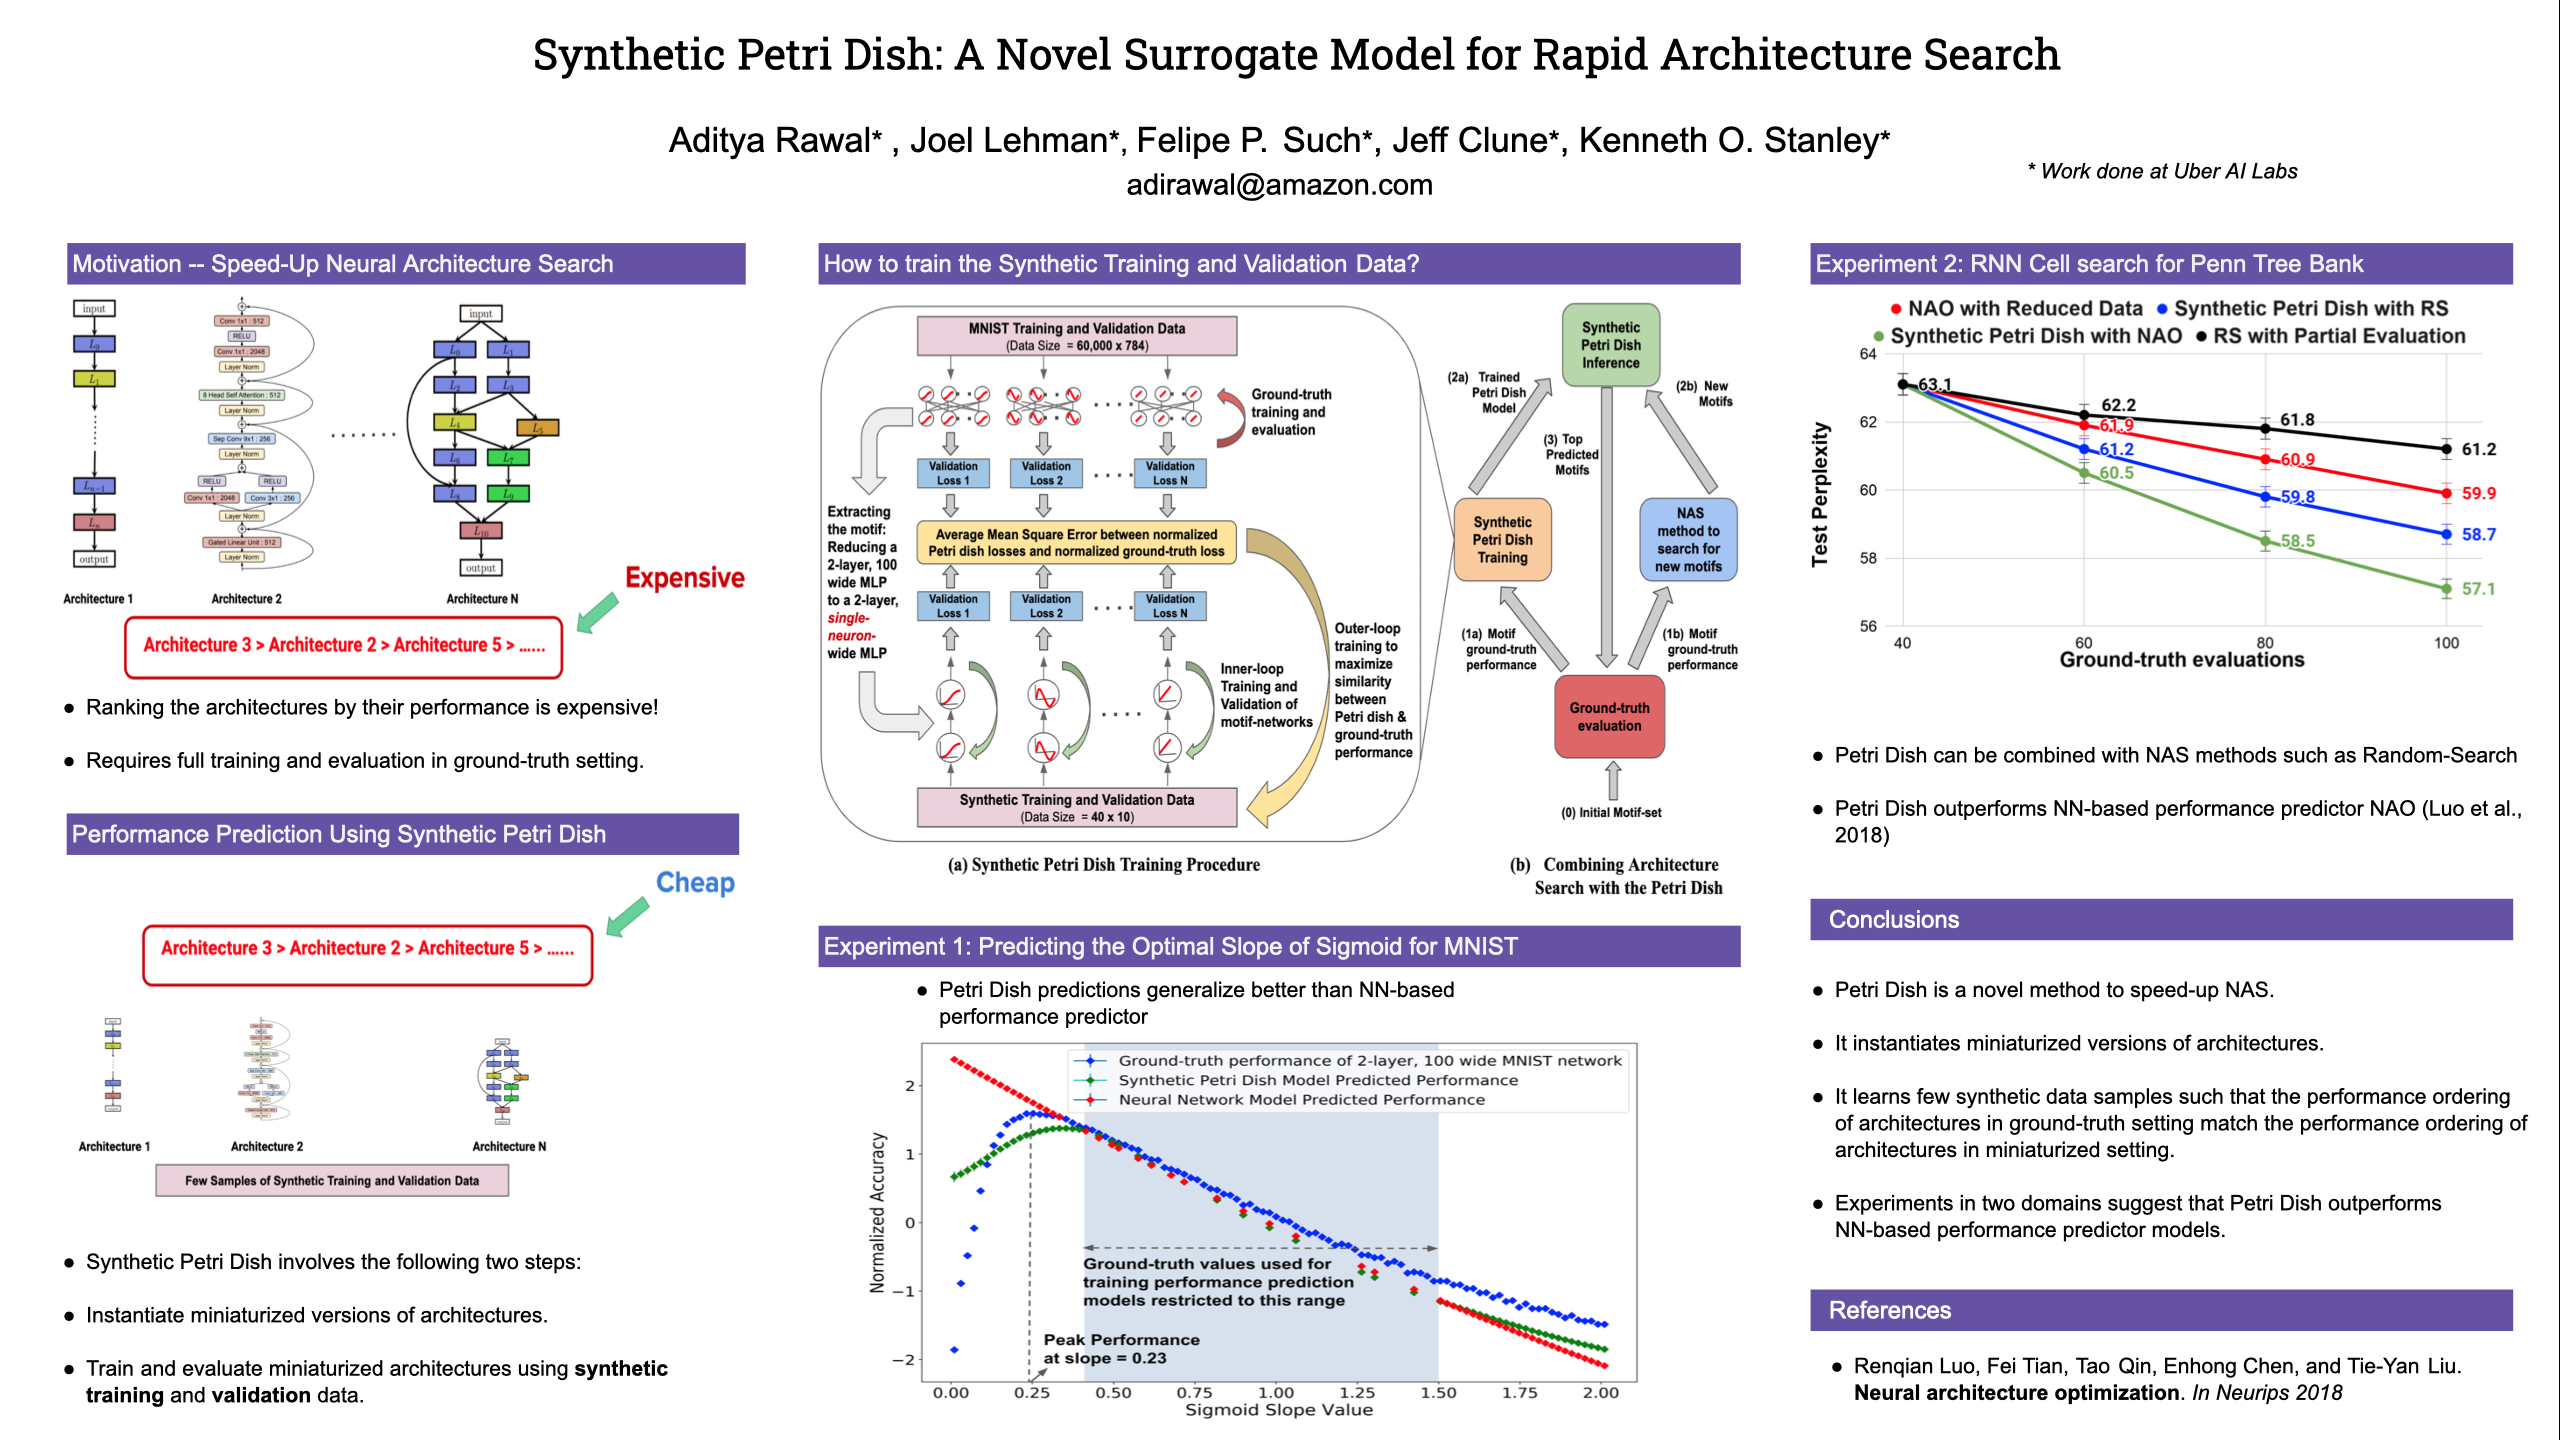 Synthetic Petri Dish: A Novel Surrogate Model for Rapid Architecture Search
Aditya Rawal* , Joel Lehman*, Felipe P. Such*, Jeff Clune*, Kenneth O. Stanley*
adirawal@amazon.com
* Work done at Uber AI Labs
Motivation -- Speed-Up Neural Architecture Search
input
L0
L1
Ln−1
Ln
output
Architecture 1
Conv 1x1 : 512
RELU
Conv 1x1 : 2048
Layer Norm
8 Head Self Attention : 512
Layer Norm
Sep Conv 9x1 : 256
Layer Norm
RELU RELU
Conv 1x1 : 2048 Conv 3x1 : 256
Layer Norm
Gated Linear Unit : 512
Layer Norm
Architecture 2
input
L0 L1
L2 L3
L4 L5
L6 L7
L8 L9
L10
output
Architecture N
Expensive
Architecture 3 > Architecture 2 > Architecture 5 > ......
● Ranking the architectures by their performance is expensive!
● Requires full training and evaluation in ground-truth setting.
Performance Prediction Using Synthetic Petri Dish
Cheap
Architecture 3 > Architecture 2 > Architecture 5 > ......
Architecture 1
Architecture 2
Architecture N
Few Samples of Synthetic Training and Validation Data
● Synthetic Petri Dish involves the following two steps:
● Instantiate miniaturized versions of architectures.
● Train and evaluate miniaturized architectures using synthetic
training and validation data.
How to train the Synthetic Training and Validation Data?
MNIST Training and Validation Data
(Data Size = 60,000 x 784)
Ground-truth
training and
evaluation
Validation
Loss 1
Validation
Loss 2
Validation
Loss N
Extracting
the motif:
Reducing a
2-layer, 100
wide MLP
to a 2-layer,
single-
neuron-
wide MLP
Average Mean Square Error between normalized
Petri dish losses and normalized ground-truth loss
Validation
Loss 1
Validation
Loss 2
Validation
Loss N
Inner-loop
Training and
Validation of
motif-networks
Outer-loop
training to
maximize
similarity
between
Petri dish &
ground-truth
performance
Synthetic Training and Validation Data
(Data Size = 40 x 10)
(a) Synthetic Petri Dish Training Procedure
Synthetic
Petri Dish
Inference
(2a) Trained
Petri Dish
Model
(2b) New
Motifs
(3) Top
Predicted
Motifs
Synthetic
Petri Dish
Training
NAS
method to
search for
new motifs
(1a) Motif
ground-truth
performance
(1b) Motif
ground-truth
performance
Ground-truth
evaluation
(0) Initial Motif-set
(b) Combining Architecture
Search with the Petri Dish
Experiment 1: Predicting the Optimal Slope of Sigmoid for MNIST
● Petri Dish predictions generalize better than NN-based
performance predictor
Ground-truth performance of 2-layer, 100 wide MNIST network
Synthetic Petri Dish Model Predicted Performance
Neural Network Model Predicted Performance
Normalized Accuracy
2
1
0
−1
−2
Ground-truth values used for
training performance prediction
models restricted to this range
Peak Performance
at slope = 0.23
0.00 0.25 0.50 0.75 1.00 1.25 1.50 1.75 2.00
Sigmoid Slope Value
Experiment 2: RNN Cell search for Penn Tree Bank
● NAO with Reduced Data ● Synthetic Petri Dish with RS
● Synthetic Petri Dish with NAO ● RS with Partial Evaluation
Test Perplexity
64
62
60
58
56
63.1
62.2
61.9
61.2
60.5
61.8
60.9
59.8
58.5
61.2
59.9
58.7
57.1
40 60 80 100
Ground-truth evaluations
● Petri Dish can be combined with NAS methods such as Random-Search
● Petri Dish outperforms NN-based performance predictor NAO (Luo et al.,
2018)
Conclusions
● Petri Dish is a novel method to speed-up NAS.
● It instantiates miniaturized versions of architectures.
● It learns few synthetic data samples such that the performance ordering
of architectures in ground-truth setting match the performance ordering of
architectures in miniaturized setting.
● Experiments in two domains suggest that Petri Dish outperforms
NN-based performance predictor models.
References
● Renqian Luo, Fei Tian, Tao Qin, Enhong Chen, and Tie-Yan Liu.
Neural architecture optimization. In Neurips 2018